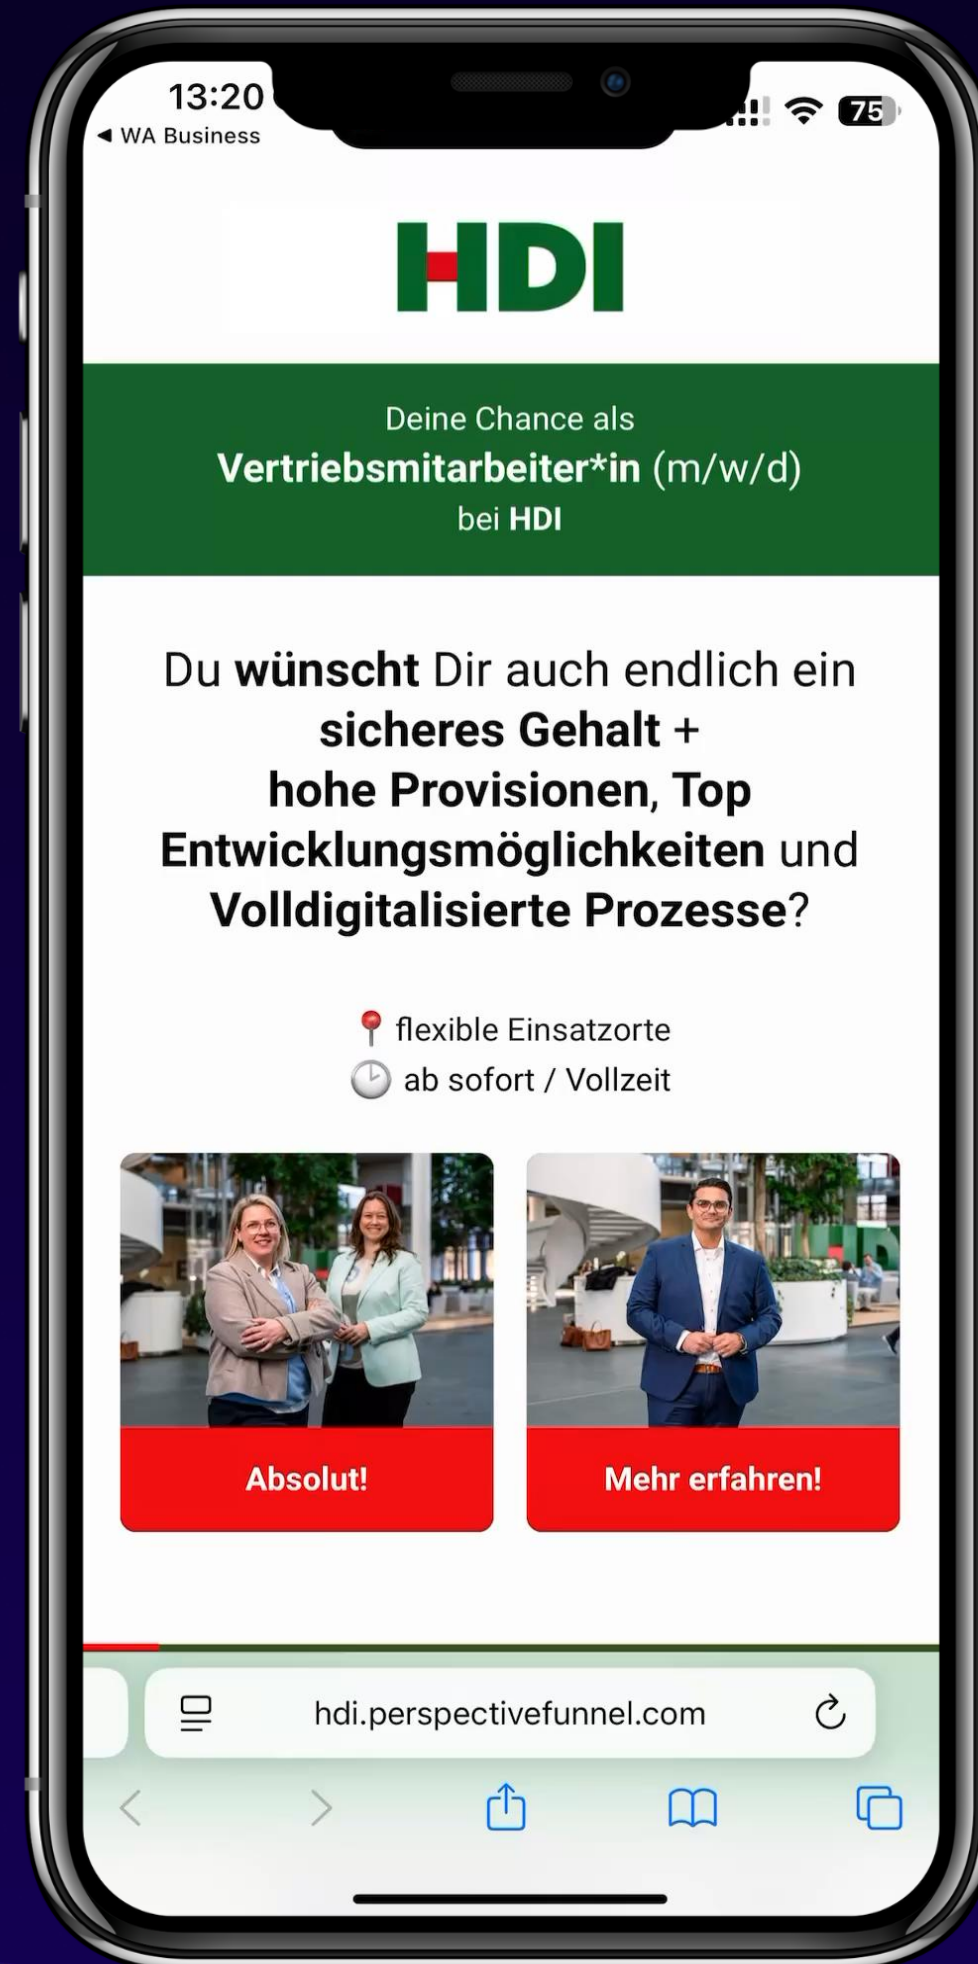 13:20
75
◀ WA Business
HDI
Deine Chance als
Vertriebsmitarbeiter*in (m/w/d)
bei HDI
Du wünscht Dir auch endlich ein
sicheres Gehalt +
hohe Provisionen, Top
Entwicklungsmöglichkeiten und
Volldigitalisierte Prozesse?
📍 flexible Einsatzorte
🕒 ab sofort / Vollzeit
Absolut!
Mehr erfahren!
hdi.perspectivefunnel.com